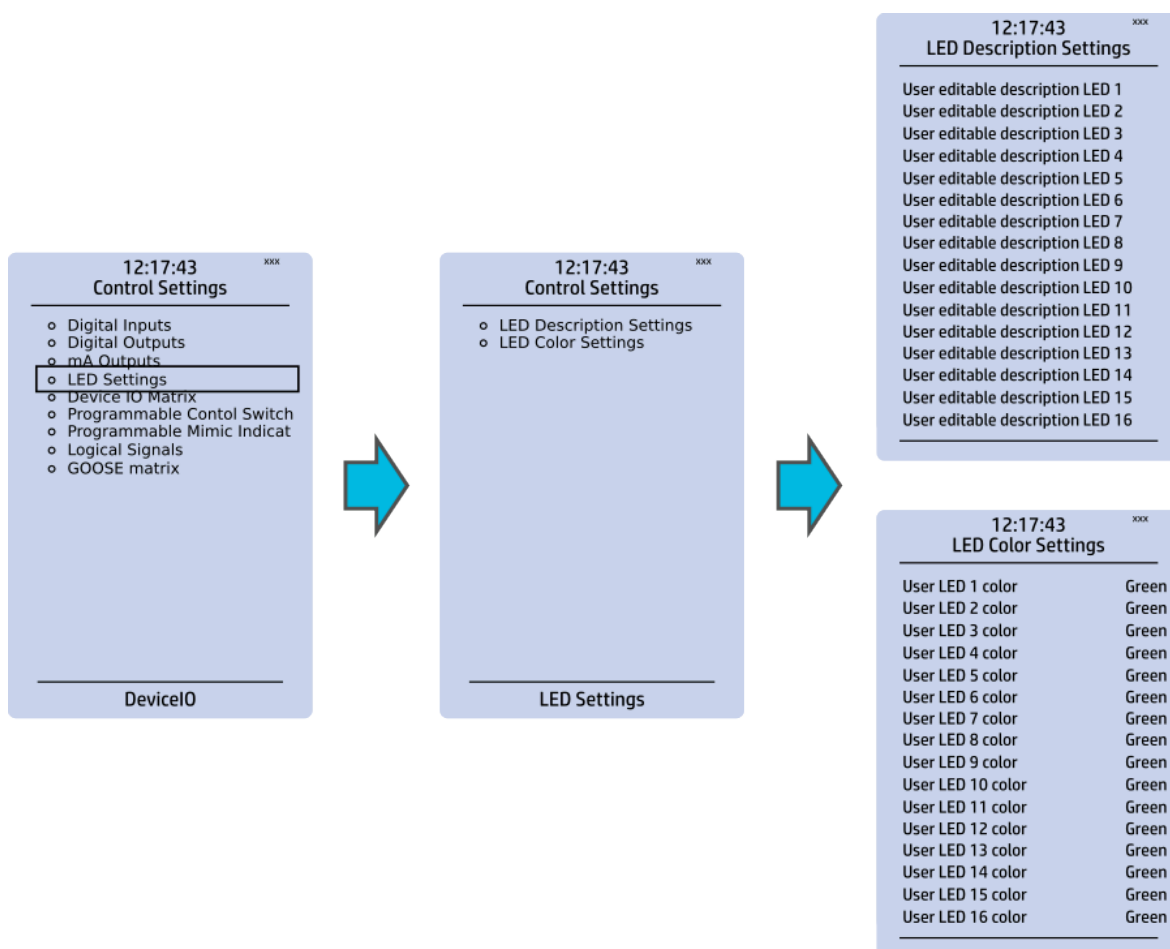 12:17:43 xxx
Control Settings
Digital Inputs
Digital Outputs
mA Outputs
LED Settings
Device IO Matrix
Programmable Contol Switch
Programmable Mimic Indicat
Logical Signals
GOOSE matrix
DeviceIO
12:17:43 xxx
Control Settings
LED Description Settings
LED Color Settings
LED Settings
12:17:43 xxx
LED Description Settings
User editable description LED 1
User editable description LED 2
User editable description LED 3
User editable description LED 4
User editable description LED 5
User editable description LED 6
User editable description LED 7
User editable description LED 8
User editable description LED 9
User editable description LED 10
User editable description LED 11
User editable description LED 12
User editable description LED 13
User editable description LED 14
User editable description LED 15
User editable description LED 16
12:17:43 xxx
LED Color Settings
User LED 1 color Green
User LED 2 color Green
User LED 3 color Green
User LED 4 color Green
User LED 5 color Green
User LED 6 color Green
User LED 7 color Green
User LED 8 color Green
User LED 9 color Green
User LED 10 color Green
User LED 11 color Green
User LED 12 color Green
User LED 13 color Green
User LED 14 color Green
User LED 15 color Green
User LED 16 color Green